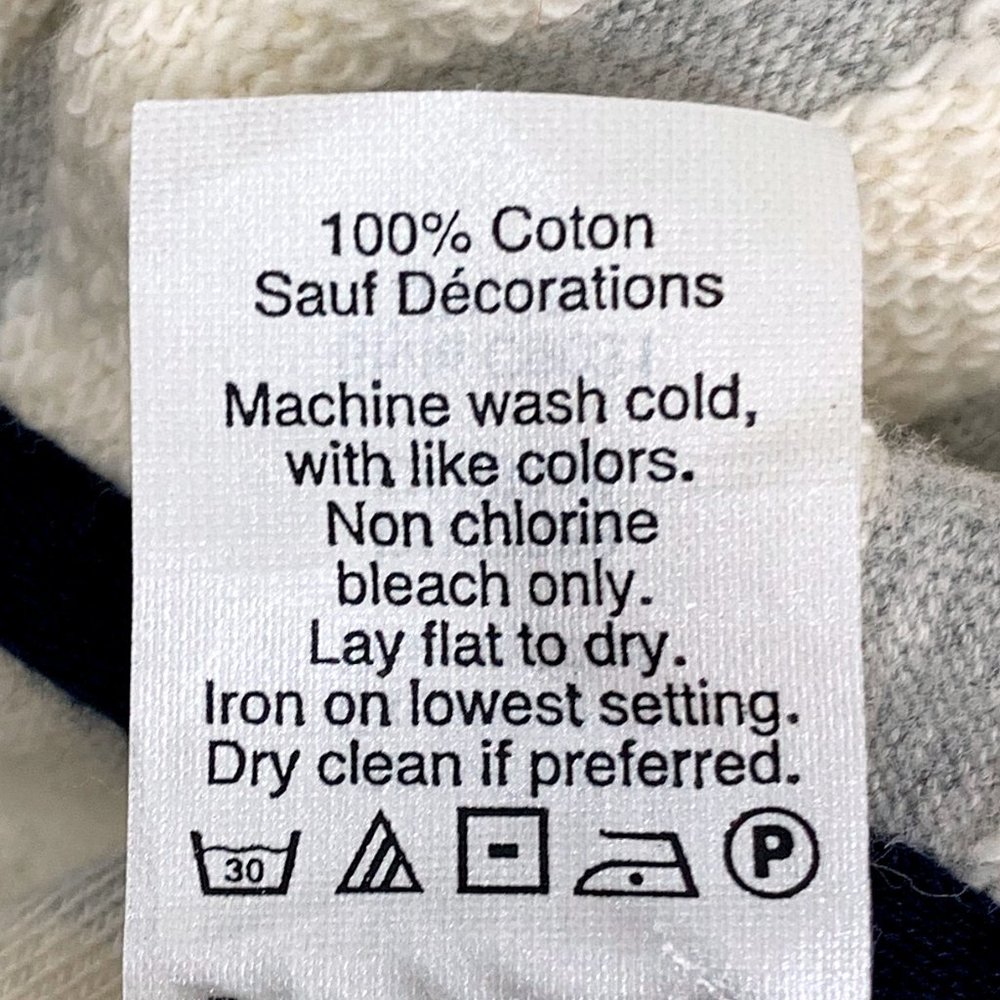 100% Coton
Sauf Décorations
Machine wash cold,
with like colors.
Non chlorine
bleach only.
Lay flat to dry.
Iron on lowest setting.
Dry clean if preferred.
30 P